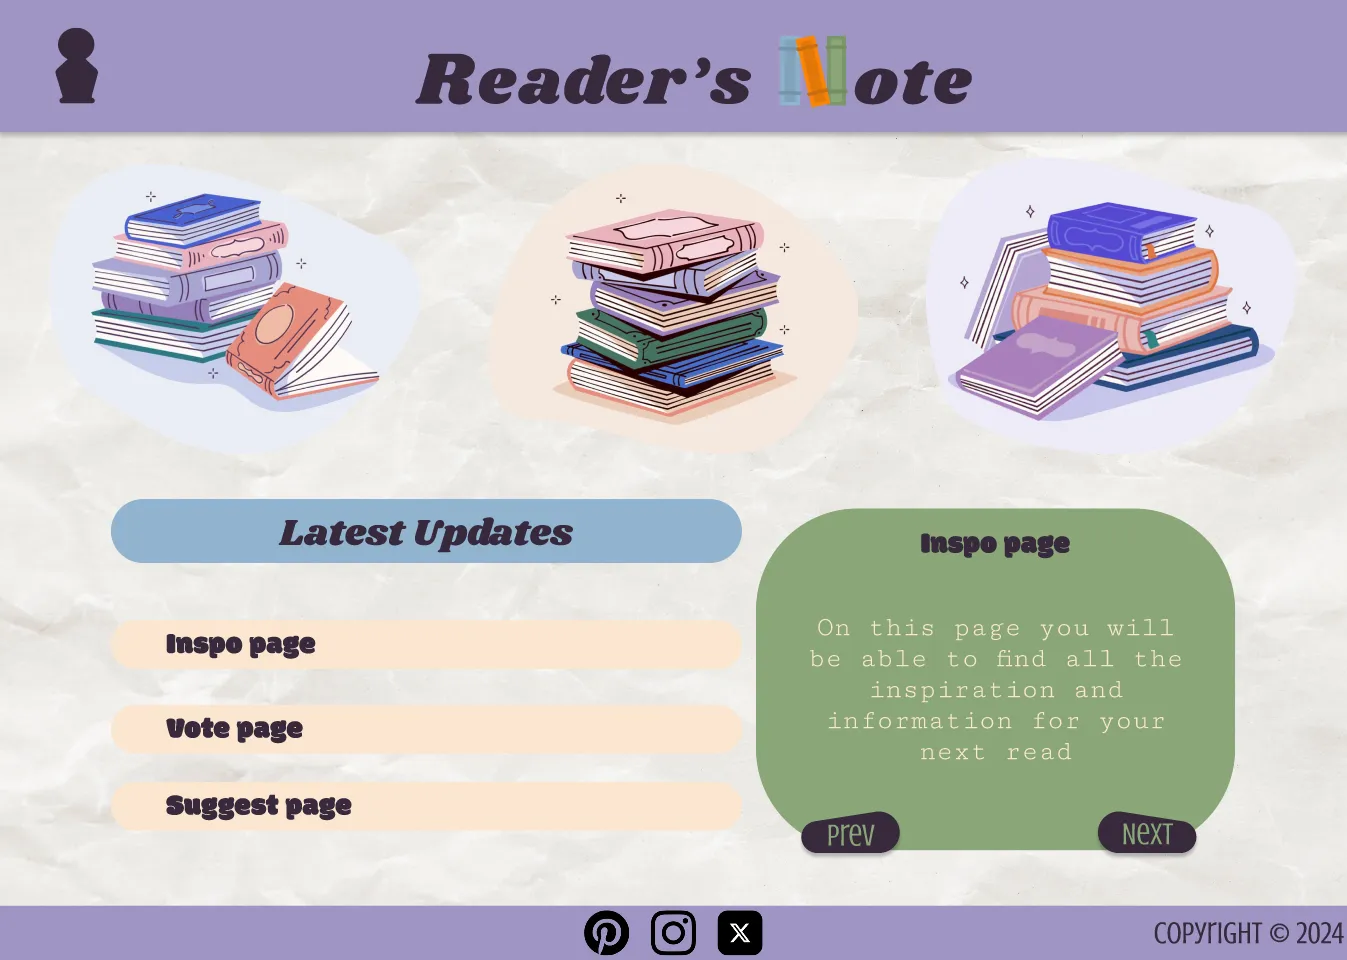 Reader's Note
Latest Updates
Inspo page
Vote page
Suggest page
Inspo page
On this page you will
be able to find all the
inspiration and
information for your
next read
Prev
Next
Copyright © 2024